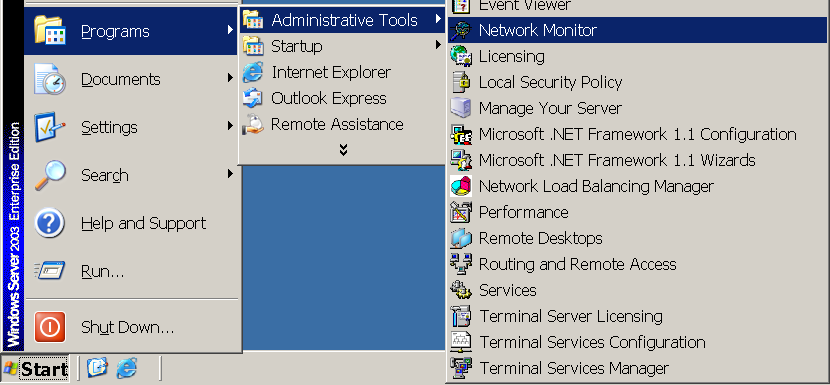 Windows Server 2003 Enterprise Edition
Programs
Documents
Settings
Search
Help and Support
Run...
Shut Down...
Start
Administrative Tools
Startup
Internet Explorer
Outlook Express
Remote Assistance
Event Viewer
Network Monitor
Licensing
Local Security Policy
Manage Your Server
Microsoft .NET Framework 1.1 Configuration
Microsoft .NET Framework 1.1 Wizards
Network Load Balancing Manager
Performance
Remote Desktops
Routing and Remote Access
Services
Terminal Server Licensing
Terminal Services Configuration
Terminal Services Manager